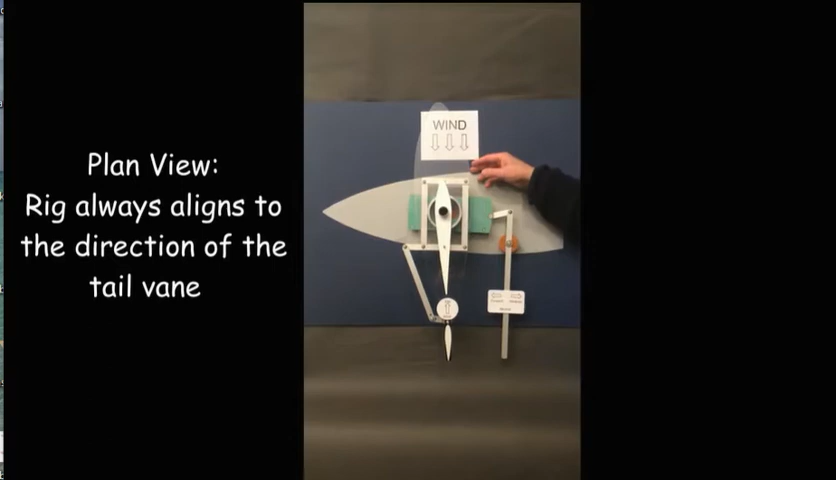 Plan View:
Rig always aligns to
the direction of the
tail vane
WIND